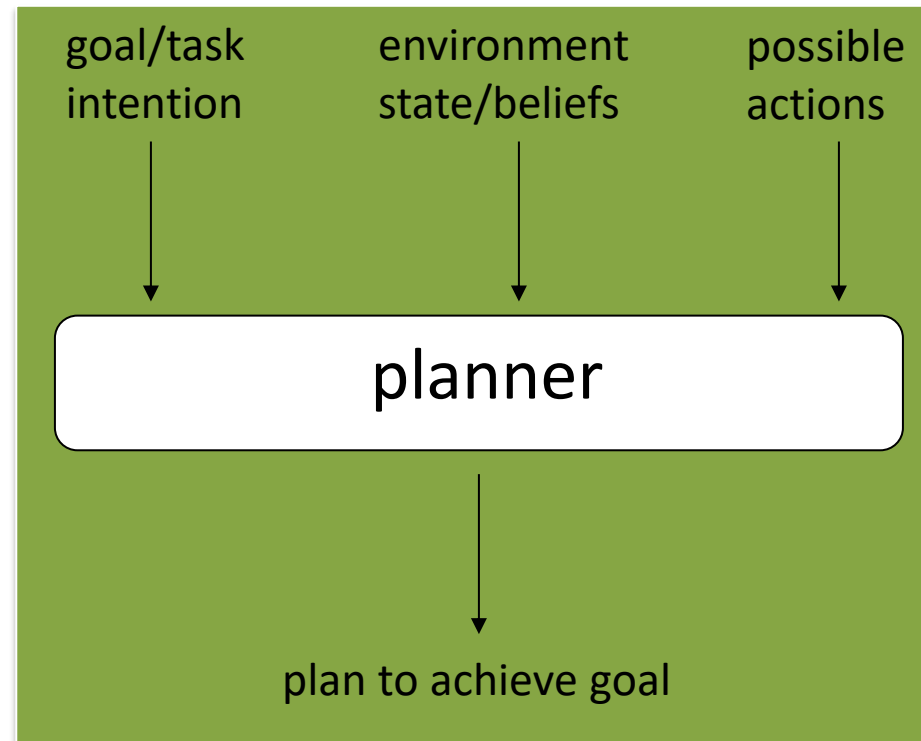 goal/task
intention
environment
state/beliefs
possible
actions
planner
plan to achieve goal